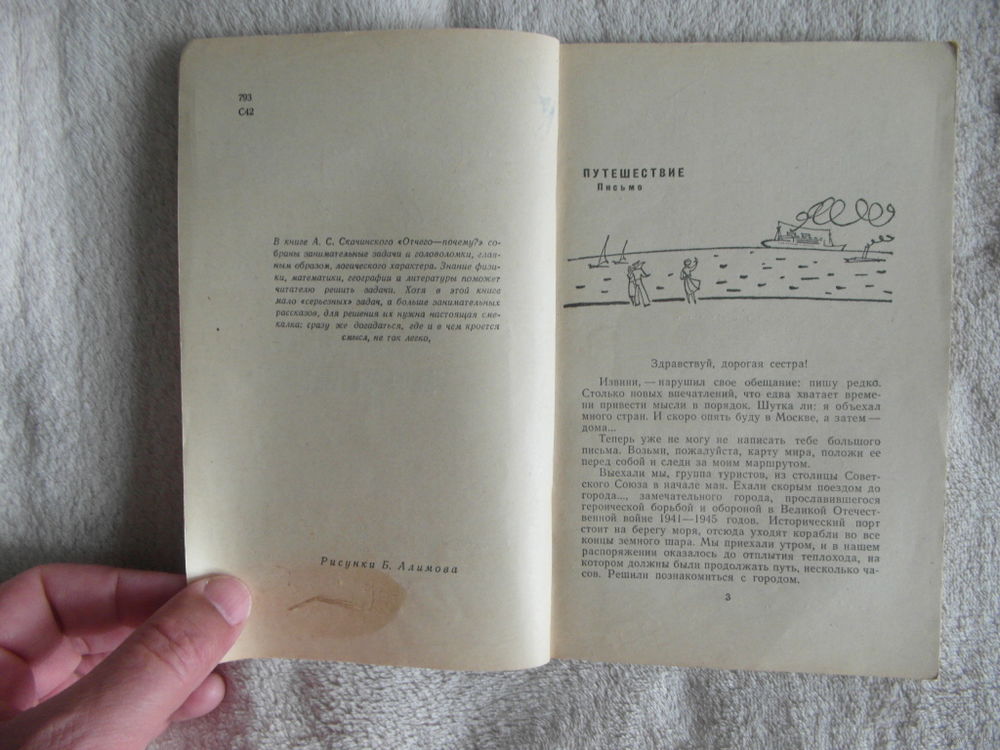 793
С42
В книге А. С. Скачинского «Отчего—почему?» со-
браны занимательные задачи и головоломки, глав-
ным образом, логического характера. Знание физи-
ки, математики, географии и литературы поможет
читателю решить задачи. Хотя в этой книге
мало «серьезных» задач, а больше занимательных
рассказов, для решения их нужна настоящая сме-
калка: сразу же догадаться, где и в чем кроется
смысл, не так легко,
Рисунки Б. Алимова
ПУТЕШЕСТВИЕ
Письмо
Здравствуй, дорогая сестра!
Извини, — нарушил свое обещание: пишу редко.
Столько новых впечатлений, что едва хватает време-
ни привести мысли в порядок. Шутка ли: я объехал
много стран. И скоро опять буду в Москве, а затем —
дома...
Теперь уже не могу не написать тебе большого
письма. Возьми, пожалуйста, карту мира, положи ее
перед собой и следи за моим маршрутом.
Выехали мы, группа туристов, из столицы Совет-
ского Союза в начале мая. Ехали скорым поездом до
города..., замечательного города, прославившегося
героической борьбой и обороной в Великой Отечест-
венной войне 1941—1945 годов. Исторический порт
стоит на берегу моря, отсюда уходят корабли во все
концы земного шара. Мы приехали утром, и в нашем
распоряжении оказалось до отплытия теплохода, на
котором должны были продолжать путь, несколько ча-
сов. Решили познакомиться с городом.
3